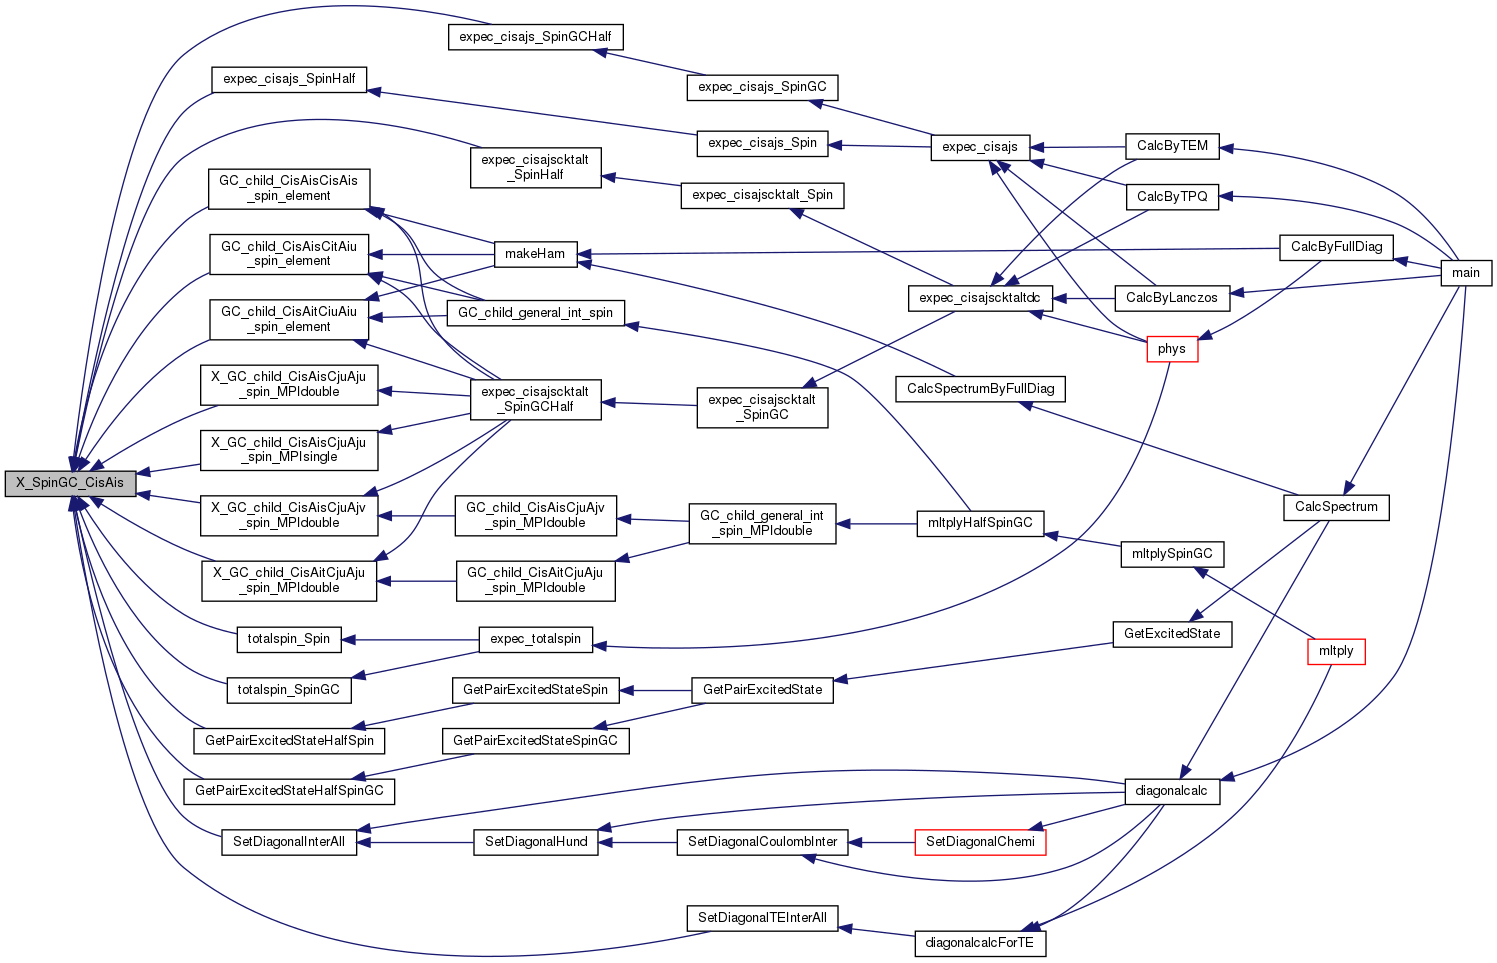 expec_cisajs_SpinGCHalf
expec_cisajs_SpinHalf
expec_cisajs_SpinGC
expec_cisajs_Spin
expec_cisajs
CalcByTEM
expec_cisajscktalt
_SpinHalf
GC_child_CisAisCisAis
_spin_element
expec_cisajscktalt_Spin
CalcByTPQ
GC_child_CisAisCitAiu
_spin_element
makeHam
CalcByFullDiag
main
GC_child_CisAitCiuAiu
_spin_element
GC_child_general_int_spin
expec_cisajscktaltdc
CalcByLanczos
phys
X_GC_child_CisAisCjuAju
_spin_MPIdouble
expec_cisajscktalt
_SpinGCHalf
expec_cisajscktalt
_SpinGC
CalcSpectrumByFullDiag
X_GC_child_CisAisCjuAju
_spin_MPIsingle
X_SpinGC_CisAis
X_GC_child_CisAisCjuAjv
_spin_MPIdouble
GC_child_CisAisCjuAjv
_spin_MPIdouble
GC_child_general_int
_spin_MPIdouble
mltplyHalfSpinGC
CalcSpectrum
mltplySpinGC
X_GC_child_CisAitCjuAju
_spin_MPIdouble
GC_child_CisAitCjuAju
_spin_MPIdouble
totalspin_Spin
expec_totalspin
GetExcitedState
mltply
totalspin_SpinGC
GetPairExcitedStateSpin
GetPairExcitedState
GetPairExcitedStateHalfSpin
GetPairExcitedStateSpinGC
GetPairExcitedStateHalfSpinGC
diagonalcalc
SetDiagonalInterAll
SetDiagonalHund
SetDiagonalCoulombInter
SetDiagonalChemi
SetDiagonalTEInterAll
diagonalcalcForTE